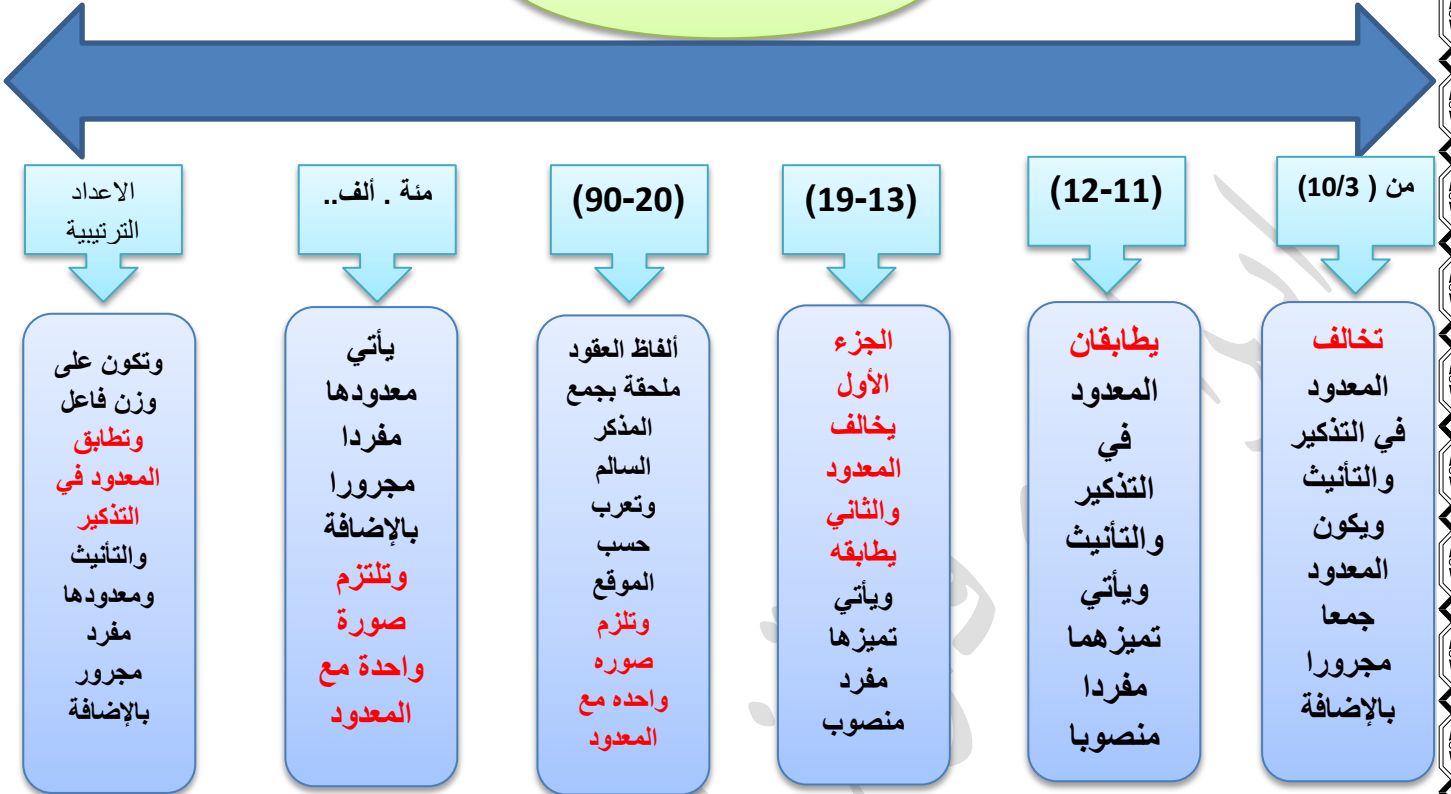 من ( 10/3)
(12-11)
(19-13)
(90-20)
مئة . ألف..
الاعداد
الترتيبية
تخالف
المعدود
في التذكير
والتأنيث
ويكون
المعدود
جمعا
مجرورا
بالإضافة
يطابقان
المعدود
في
التذكير
والتأنيث
ويأتي
تميزهما
مفردا
منصوبا
الجزء
الأول
يخالف
المعدود
والثاني
يطابقه
ويأتي
تميزها
مفرد
منصوب
ألفاظ العقود
ملحقة بجمع
المذكر
السالم
وتعرب
حسب
الموقع
وتلزم
صوره
واحده مع
المعدود
يأتي
معدودها
مفردا
مجرورا
بالإضافة
وتلتزم
صورة
واحدة مع
المعدود
وتكون على
وزن فاعل
وتطابق
المعدود في
التذكير
والتأنيث
ومعدودها
مفرد
مجرور
بالإضافة